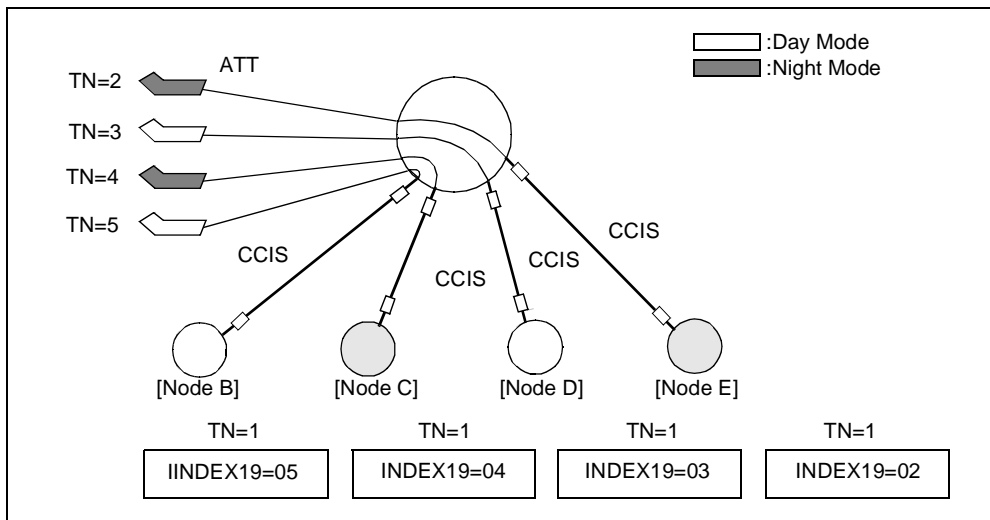 :Day Mode
:Night Mode
ATT
TN=2
TN=3
TN=4
TN=5
CCIS
CCIS
CCIS
CCIS
[Node B]
[Node C]
[Node D]
[Node E]
TN=1
TN=1
TN=1
TN=1
IINDEX19=05
INDEX19=04
INDEX19=03
INDEX19=02